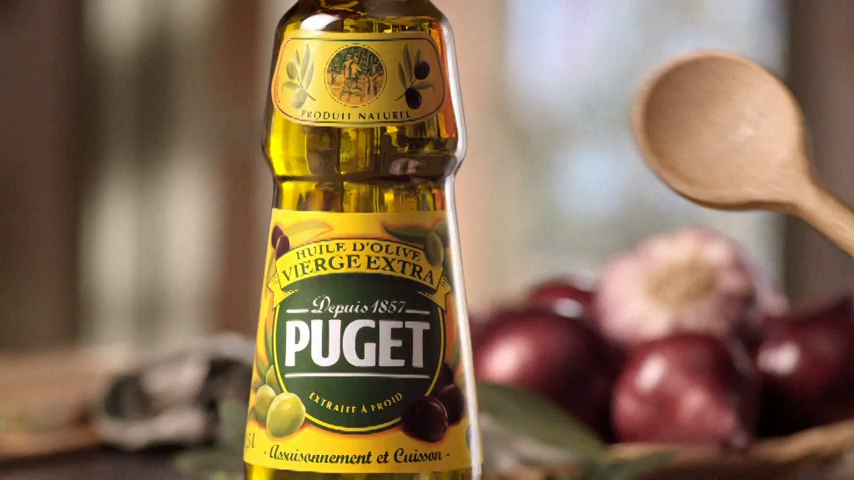 PRODUIT NATUREL
HUILE D'OLIVE
VIERGE EXTRA
Depuis 1857
PUGET
EXTRAITE À FROID
- Assaisonnement et Cuisson -